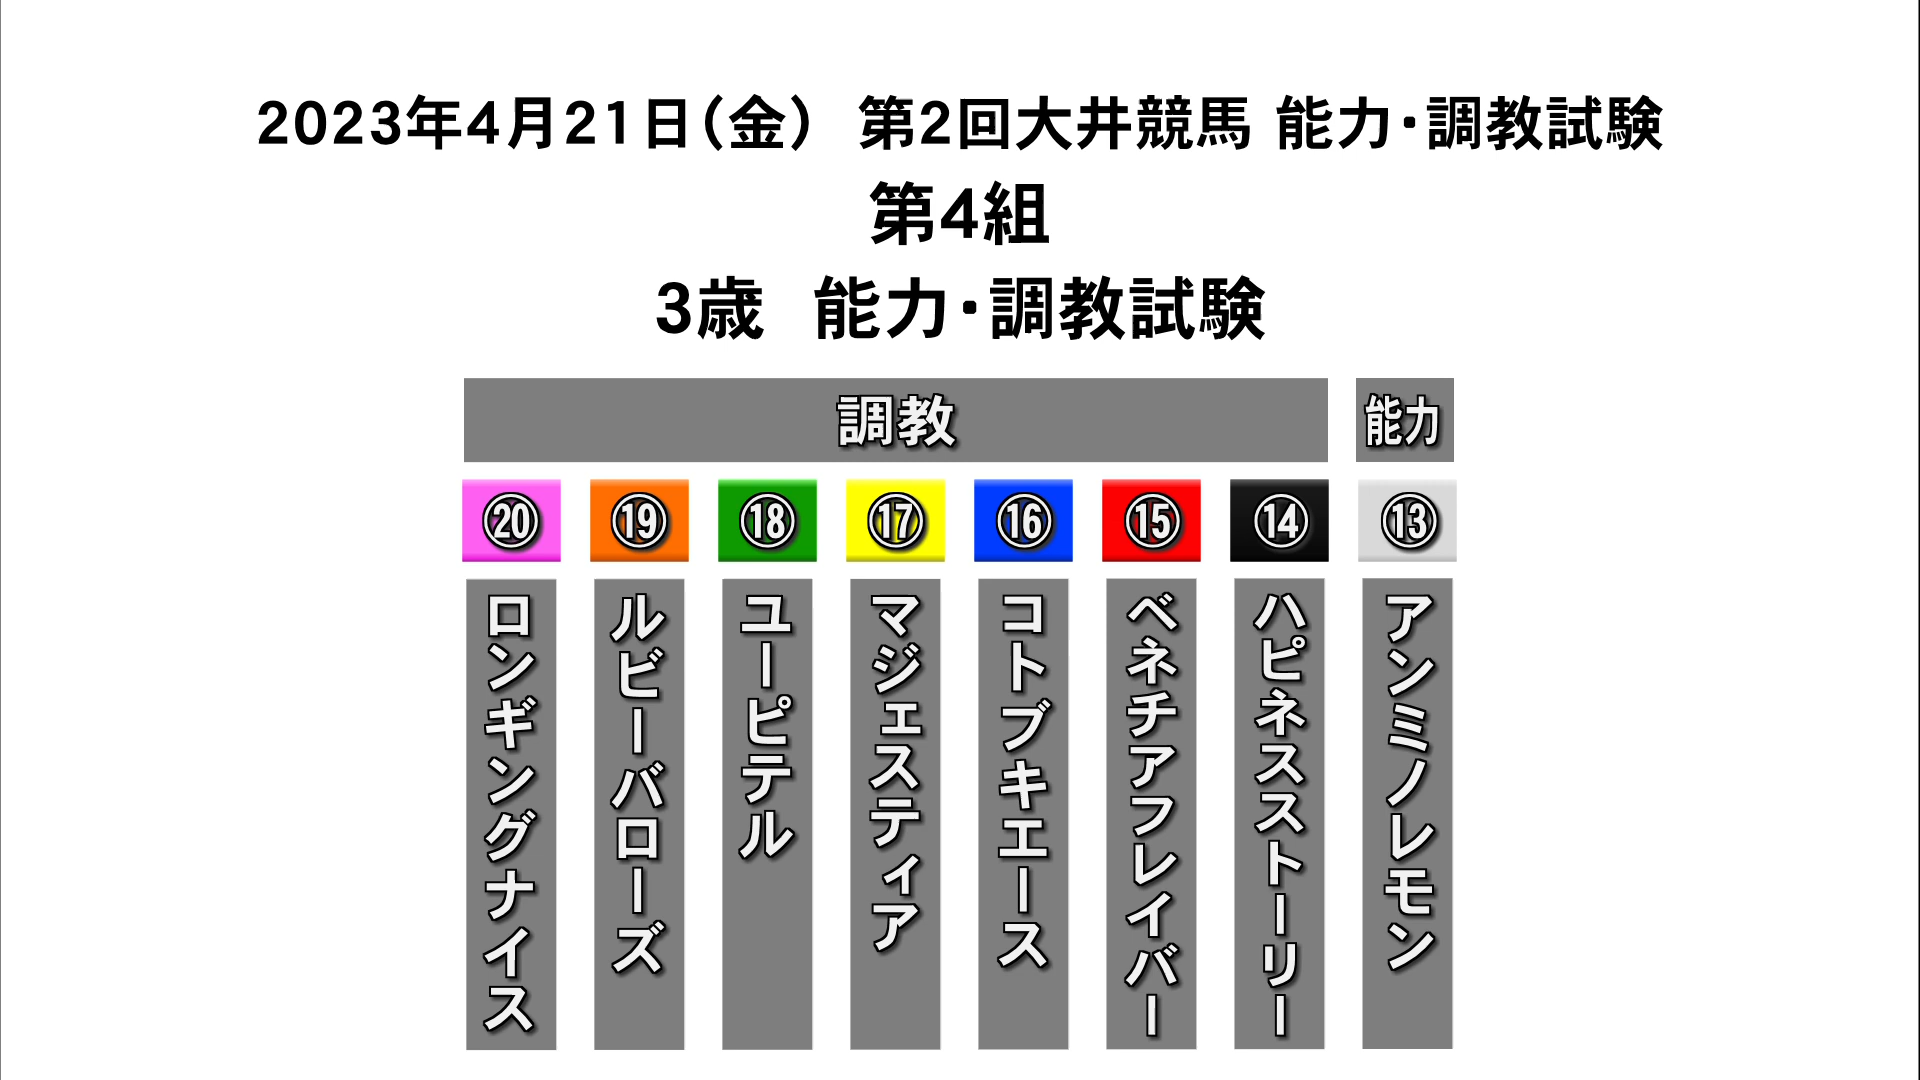 2023年4月21日(金) 第2回大井競馬 能力・調教試験
第4組
3歳 能力・調教試験
能力
調教
⑬
アンミノレモン
⑭
ハピネスストーリー
⑮
ベネチアフレイバー
⑯
コトブキエース
⑰
マジェスティア
⑱
ユーピテル
⑲
ルビーバローズ
⑳
ロンギングナイス